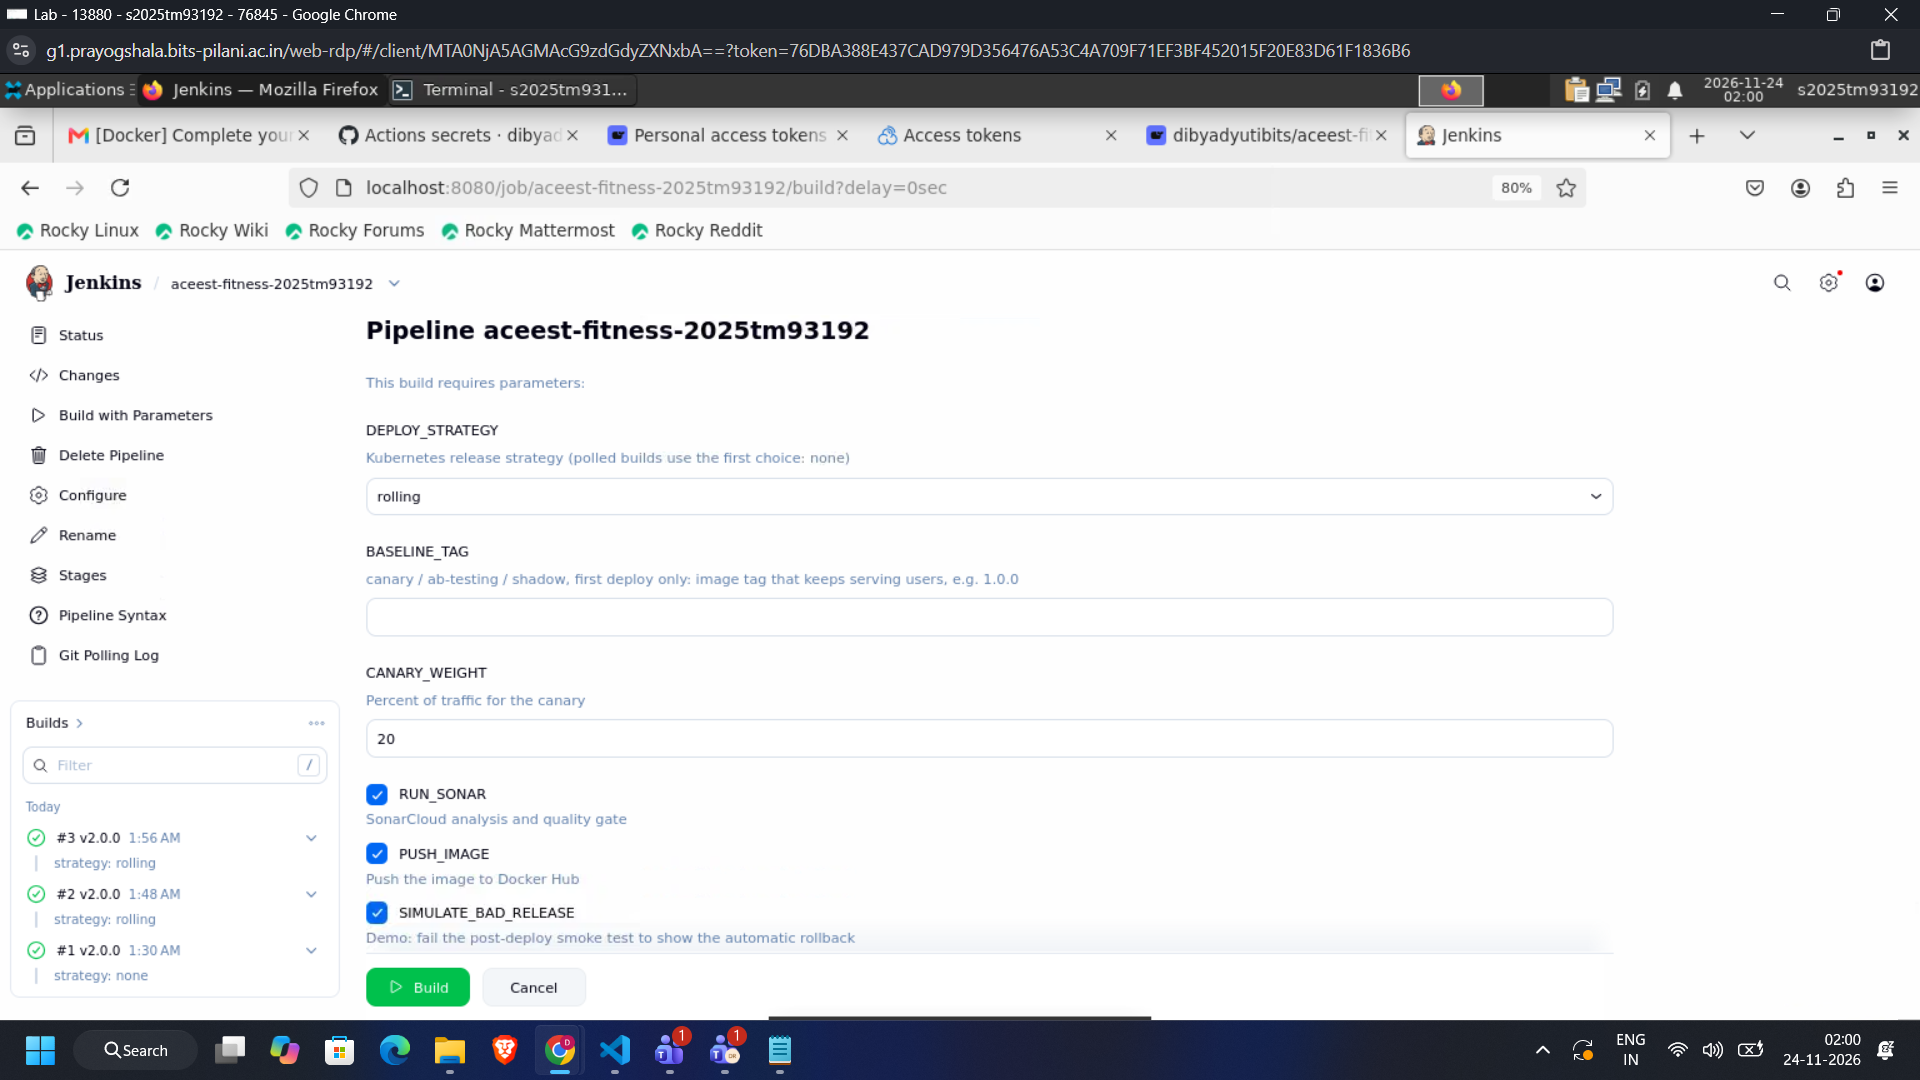 Lab - 13880 - s2025tm93192 - 76845 - Google Chrome
g1.prayogshala.bits-pilani.ac.in/web-rdp/#/client/MTA0NjA5AGMAcG9zdGdyZXNxbA==?token=76DBA388E437CAD979D356476A53C4A709F71EF3BF452015F20E83D61F1836B6
Applications Jenkins — Mozilla Firefox Terminal - s2025tm931... 2026-11-24 02:00 s2025tm93192
[Docker] Complete your Actions secrets · dibyad Personal access tokens Access tokens dibyadyutibits/aceest-fi Jenkins
localhost:8080/job/aceest-fitness-2025tm93192/build?delay=0sec 80%
Rocky Linux Rocky Wiki Rocky Forums Rocky Mattermost Rocky Reddit
Jenkins / aceest-fitness-2025tm93192
Status
Changes
Build with Parameters
Delete Pipeline
Configure
Rename
Stages
Pipeline Syntax
Git Polling Log
Builds
Filter /
Today
#3 v2.0.0 1:56 AM
strategy: rolling
#2 v2.0.0 1:48 AM
strategy: rolling
#1 v2.0.0 1:30 AM
strategy: none
Pipeline aceest-fitness-2025tm93192
This build requires parameters:
DEPLOY_STRATEGY
Kubernetes release strategy (polled builds use the first choice: none)
rolling
BASELINE_TAG
canary / ab-testing / shadow, first deploy only: image tag that keeps serving users, e.g. 1.0.0
CANARY_WEIGHT
Percent of traffic for the canary
20
RUN_SONAR
SonarCloud analysis and quality gate
PUSH_IMAGE
Push the image to Docker Hub
SIMULATE_BAD_RELEASE
Demo: fail the post-deploy smoke test to show the automatic rollback
Build Cancel
Search 1 1 ENG IN 02:00 24-11-2026